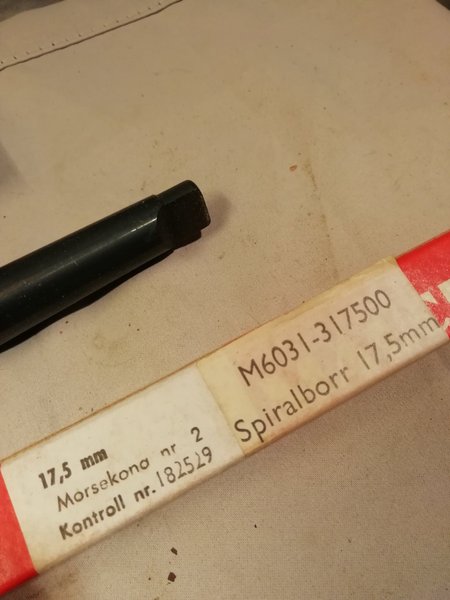 17,5 mm
Morsekona nr 2
Kontroll nr. 182529
M6031-317500
Spiralborr 17,5mm